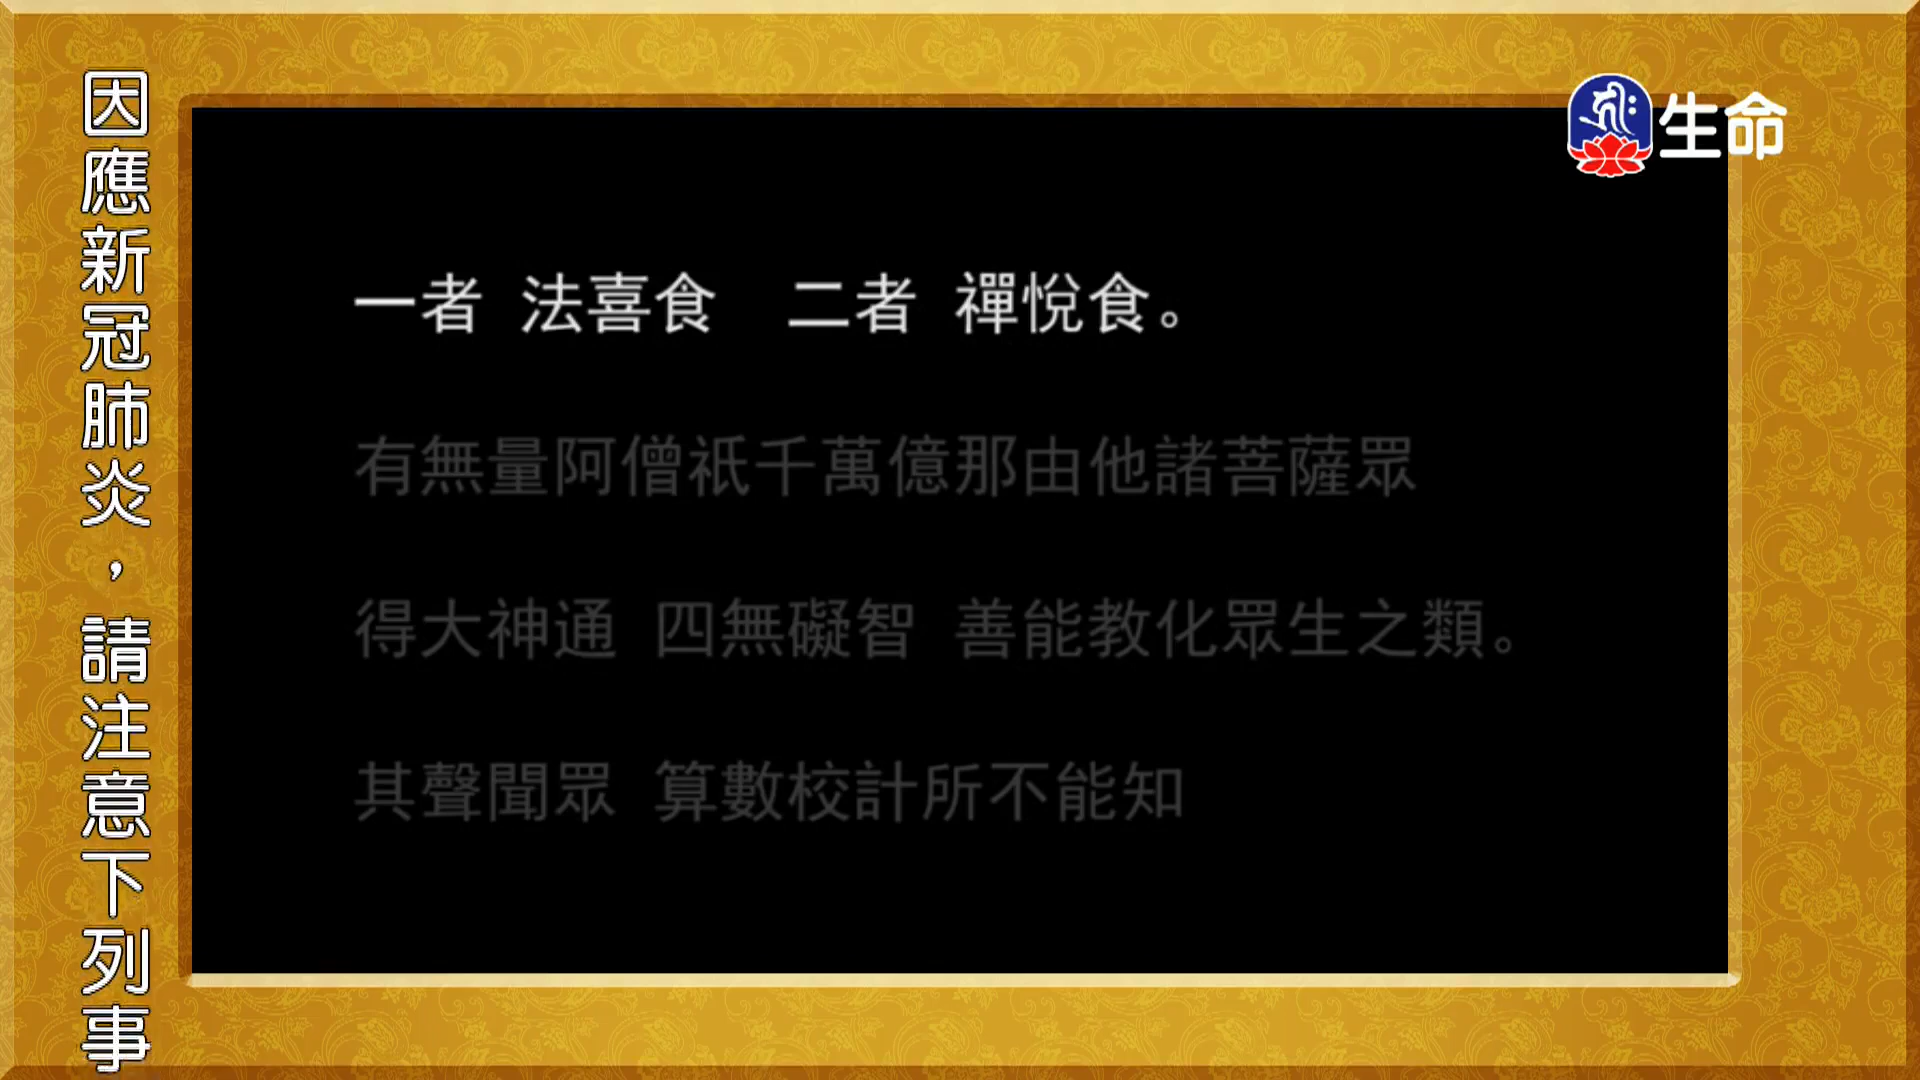 因應新冠肺炎，請注意下列事
生命
一者 法喜食 二者 禪悅食。
有無量阿僧祇千萬億那由他諸菩薩眾
得大神通 四無礙智 善能教化眾生之類。
其聲聞眾 算數校計所不能知